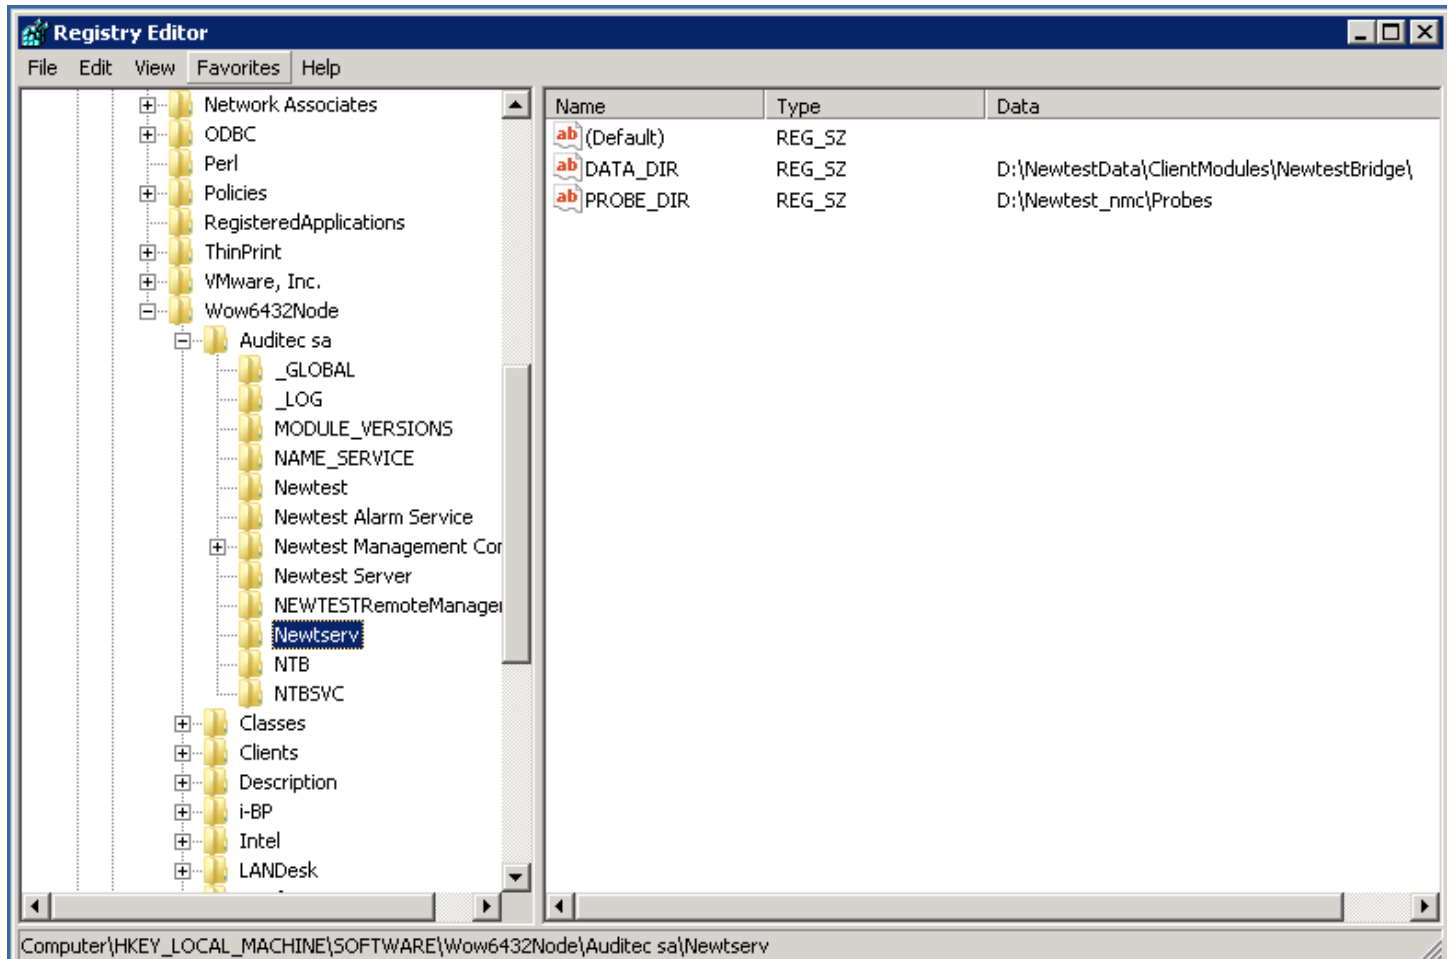 Registry Editor
File Edit View Favorites Help
Network Associates
ODBC
Perl
Policies
RegisteredApplications
ThinPrint
VMware, Inc.
Wow6432Node
Auditec sa
_GLOBAL
_LOG
MODULE_VERSIONS
NAME_SERVICE
Newtest
Newtest Alarm Service
Newtest Management Cor
Newtest Server
NEWTESTRemoteManager
Newtserv
NTB
NTBSVC
Classes
Clients
Description
i-BP
Intel
LANDesk
Name Type Data
ab (Default) REG_SZ
ab DATA_DIR REG_SZ D:\NewtestData\ClientModules\NewtestBridge\
ab PROBE_DIR REG_SZ D:\Newtest_nmc\Probes
Computer\HKEY_LOCAL_MACHINE\SOFTWARE\Wow6432Node\Auditec sa\Newtserv